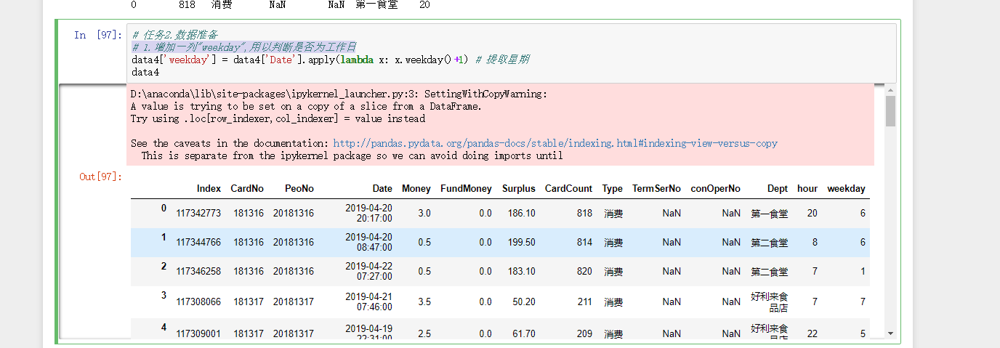 0 818 消费 NaN NaN 第一食堂 20
In [97]: # 任务2.数据准备
# 1.增加一列"weekday",用以判断是否为工作日
data4['weekday'] = data4['Date'].apply(lambda x: x.weekday()+1) # 提取星期
data4
D:\anaconda\lib\site-packages\ipykernel_launcher.py:3: SettingWithCopyWarning:
A value is trying to be set on a copy of a slice from a DataFrame.
Try using .loc[row_indexer,col_indexer] = value instead
See the caveats in the documentation: http://pandas.pydata.org/pandas-docs/stable/indexing.html#indexing-view-versus-copy
This is separate from the ipykernel package so we can avoid doing imports until
Out[97]:
Index CardNo PeoNo Date Money FundMoney Surplus CardCount Type TermSerNo conOperNo Dept hour weekday
0 117342773 181316 20181316 2019-04-20 20:17:00 3.0 0.0 186.10 818 消费 NaN NaN 第一食堂 20 6
1 117344766 181316 20181316 2019-04-20 08:47:00 0.5 0.0 199.50 814 消费 NaN NaN 第二食堂 8 6
2 117346258 181316 20181316 2019-04-22 07:27:00 0.5 0.0 183.10 820 消费 NaN NaN 第二食堂 7 1
3 117308066 181317 20181317 2019-04-21 07:46:00 3.5 0.0 50.20 211 消费 NaN NaN 好利来食品店 7 7
4 117309001 181317 20181317 2019-04-19 22:31:00 2.5 0.0 61.70 209 消费 NaN NaN 好利来食品店 22 5